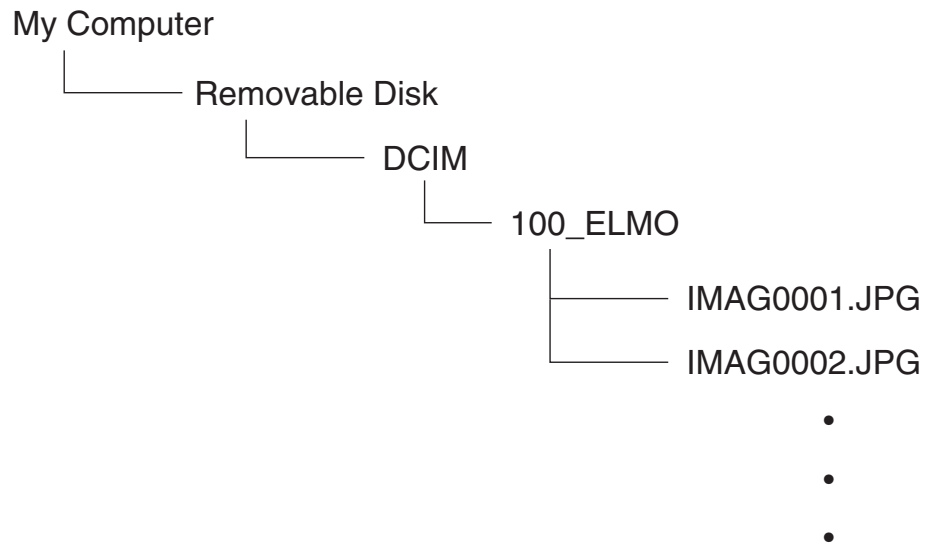 My Computer
Removable Disk
DCIM
100_ELMO
IMAG0001.JPG
IMAG0002.JPG
•
•
•